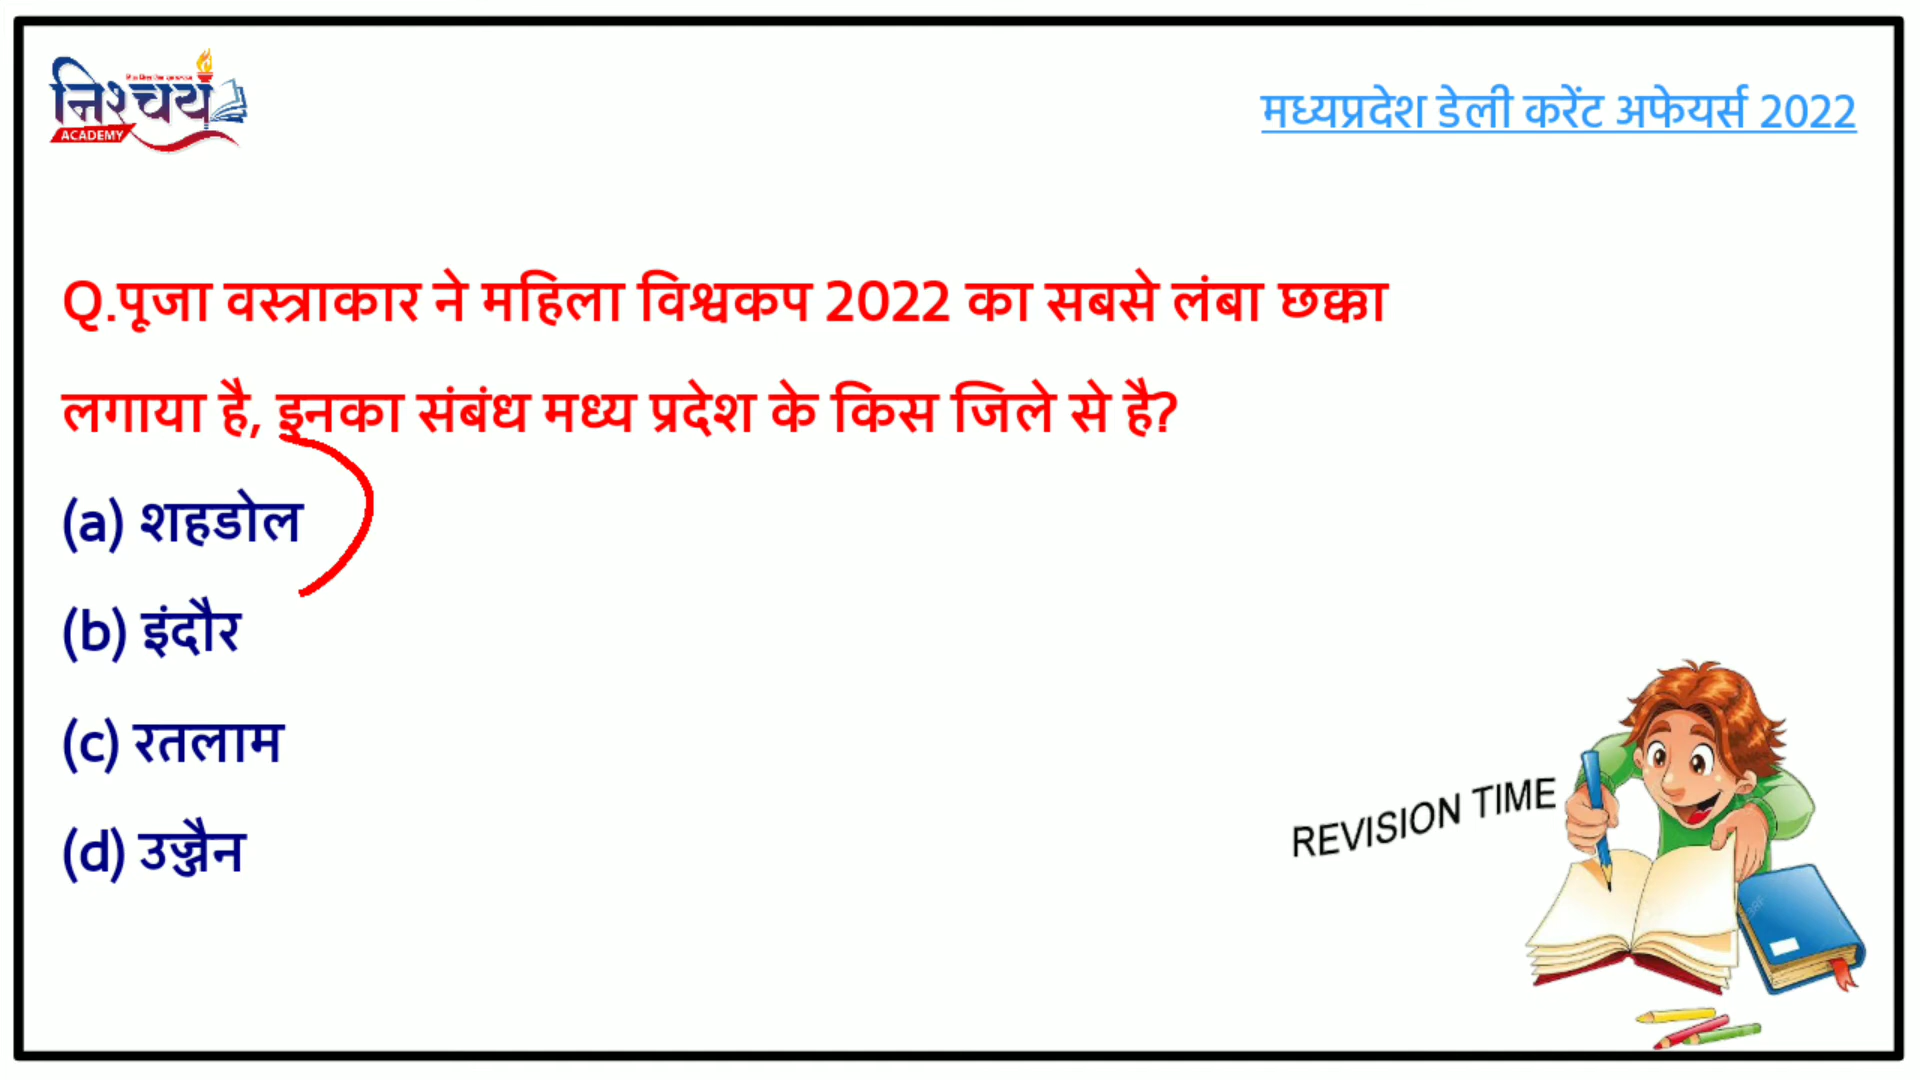 निश्चय
ACADEMY
मध्यप्रदेश डेली करेंट अफेयर्स 2022
Q.पूजा वस्त्राकार ने महिला विश्वकप 2022 का सबसे लंबा छक्का
लगाया है, इनका संबंध मध्य प्रदेश के किस जिले से है?
(a) शहडोल
(b) इंदौर
(c) रतलाम
(d) उज्जैन
REVISION TIME